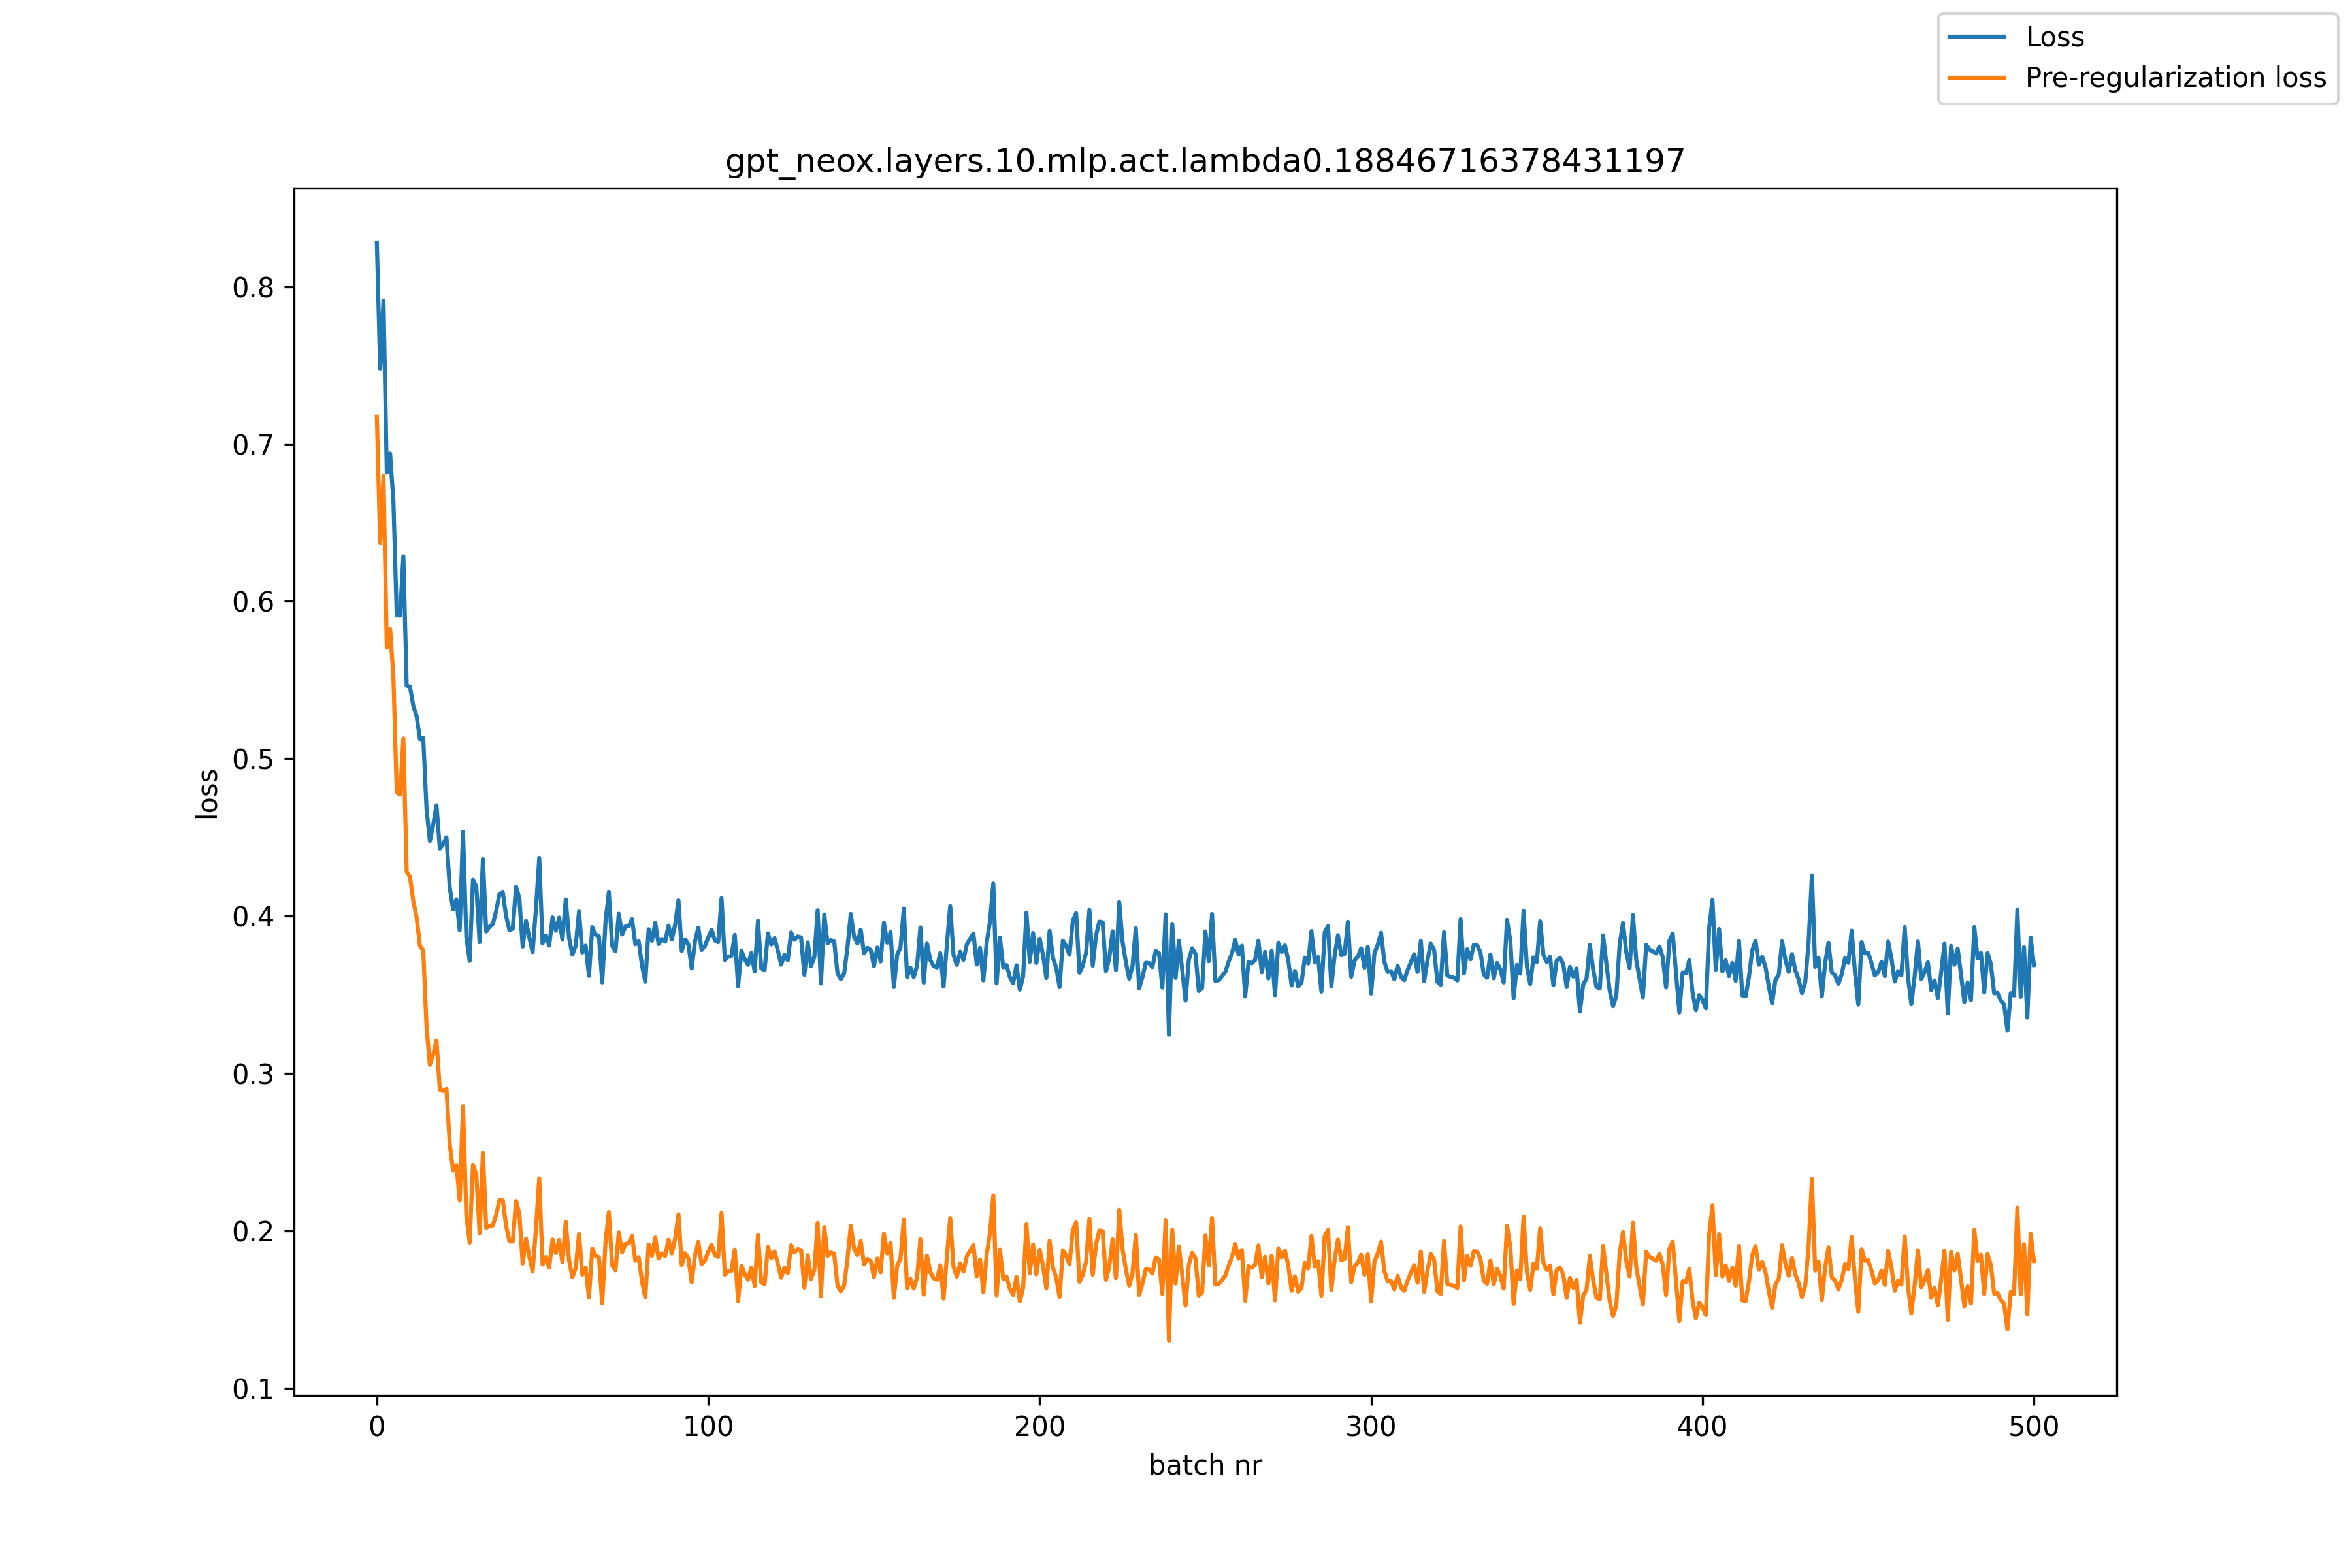 Loss
Pre-regularization loss
gpt_neox.layers.10.mlp.act.lambda0.18846716378431197
loss
0.8
0.7
0.6
0.5
0.4
0.3
0.2
0.1
0 100 200 300 400 500
batch nr